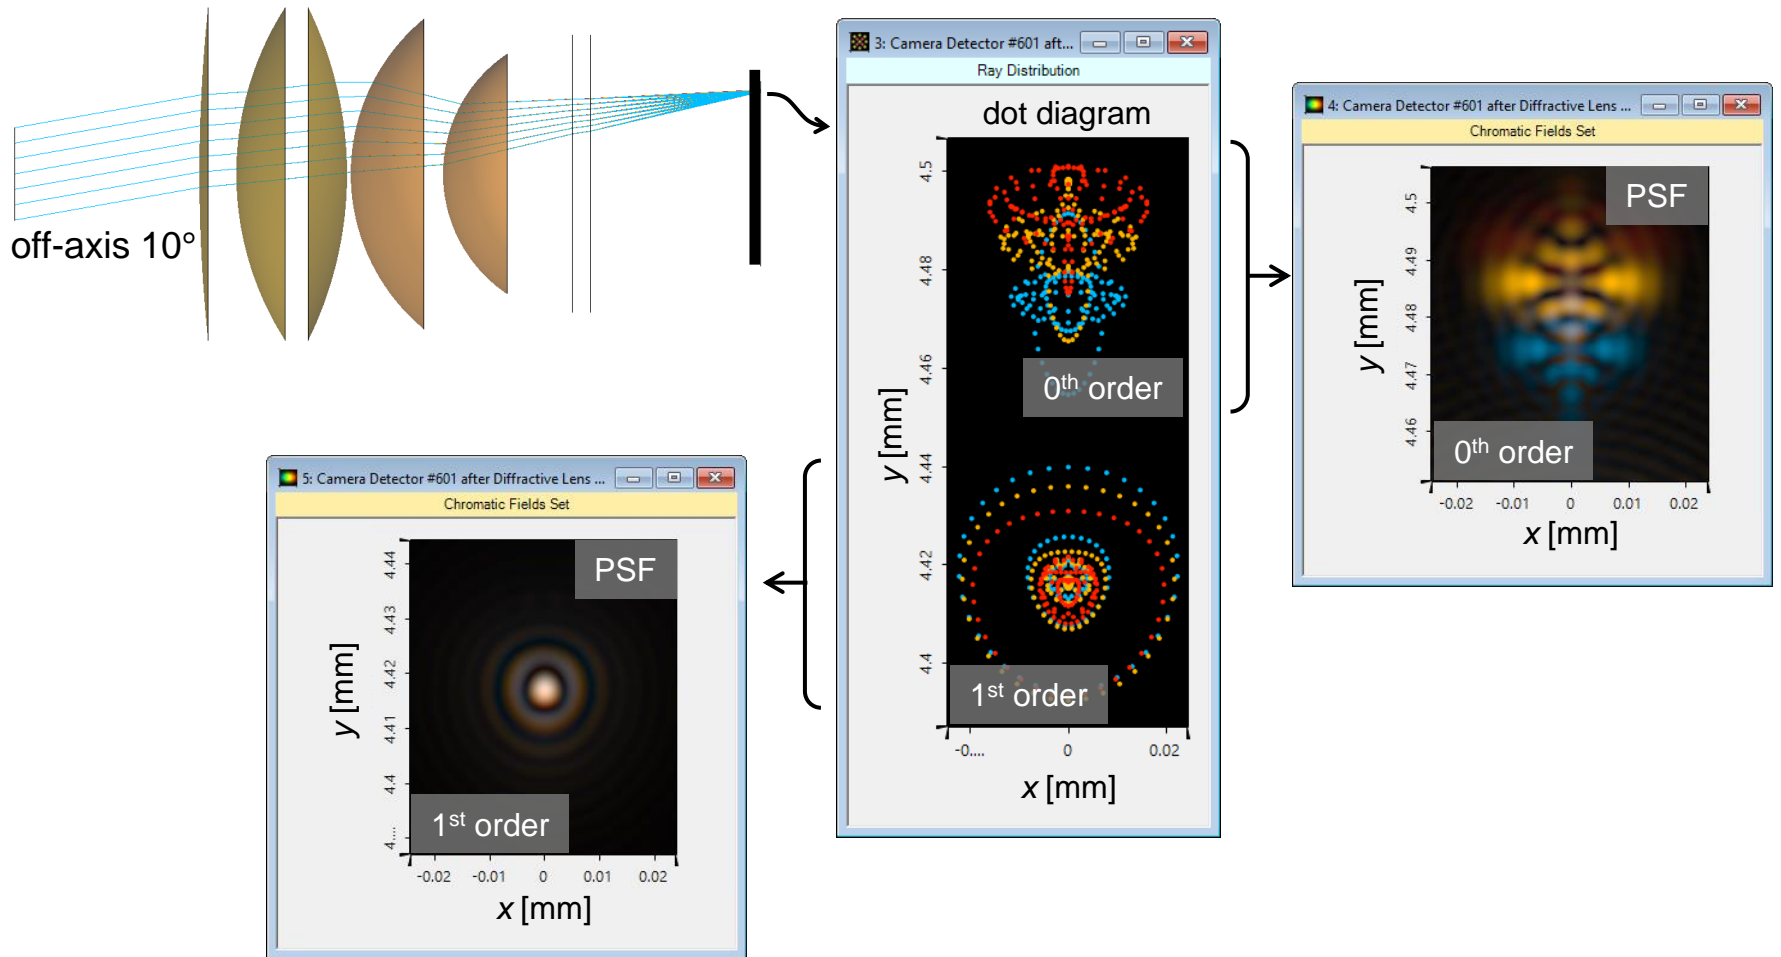 off-axis 10°
3: Camera Detector #601 aft...
Ray Distribution
dot diagram
4.5
4.48
4.46
4.44
4.42
4.4
y [mm]
0th order
1st order
-0....
0
0.02
x [mm]
4: Camera Detector #601 after Diffractive Lens ...
Chromatic Fields Set
PSF
4.5
4.49
4.48
4.47
4.46
y [mm]
0th order
-0.02
-0.01
0
0.01
0.02
x [mm]
5: Camera Detector #601 after Diffractive Lens ...
Chromatic Fields Set
PSF
4.44
4.43
4.42
4.41
4.4
4....
y [mm]
1st order
-0.02
-0.01
0
0.01
0.02
x [mm]